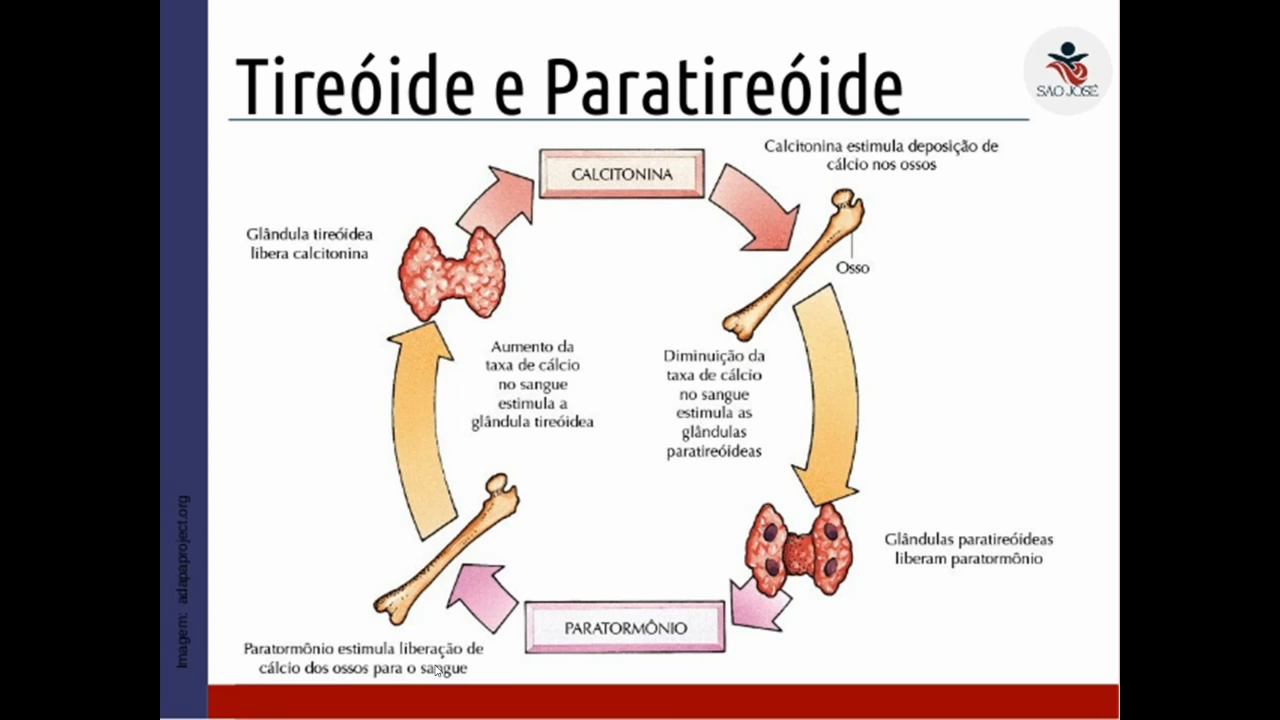 Tireóide e Paratireóide
SÃO JOSÉ
CALCITONINA
Calcitonina estimula deposição de
cálcio nos ossos
Glândula tireóidea
libera calcitonina
Osso
Aumento da
taxa de cálcio
no sangue
estimula a
glândula tireóidea
Diminuição da
taxa de cálcio
no sangue
estimula as
glândulas
paratireóideas
Glândulas paratireóideas
liberam paratormônio
PARATORMÔNIO
Paratormônio estimula liberação de
cálcio dos ossos para o sangue
Imagem: adapaproject.org